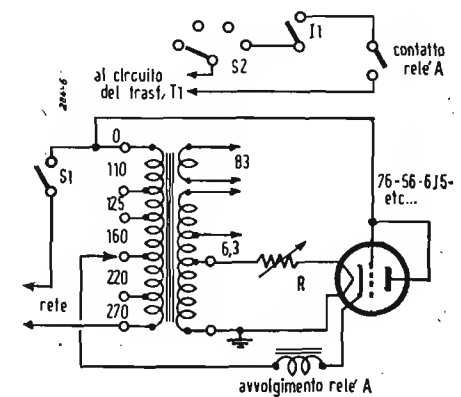 I1
S2
al circuito
del trasf. T1
contatto
relè A
S1
0
110
125
160
220
270
83
6,3
R
76-56-6J5-
etc...
rete
avvolgimento relè A